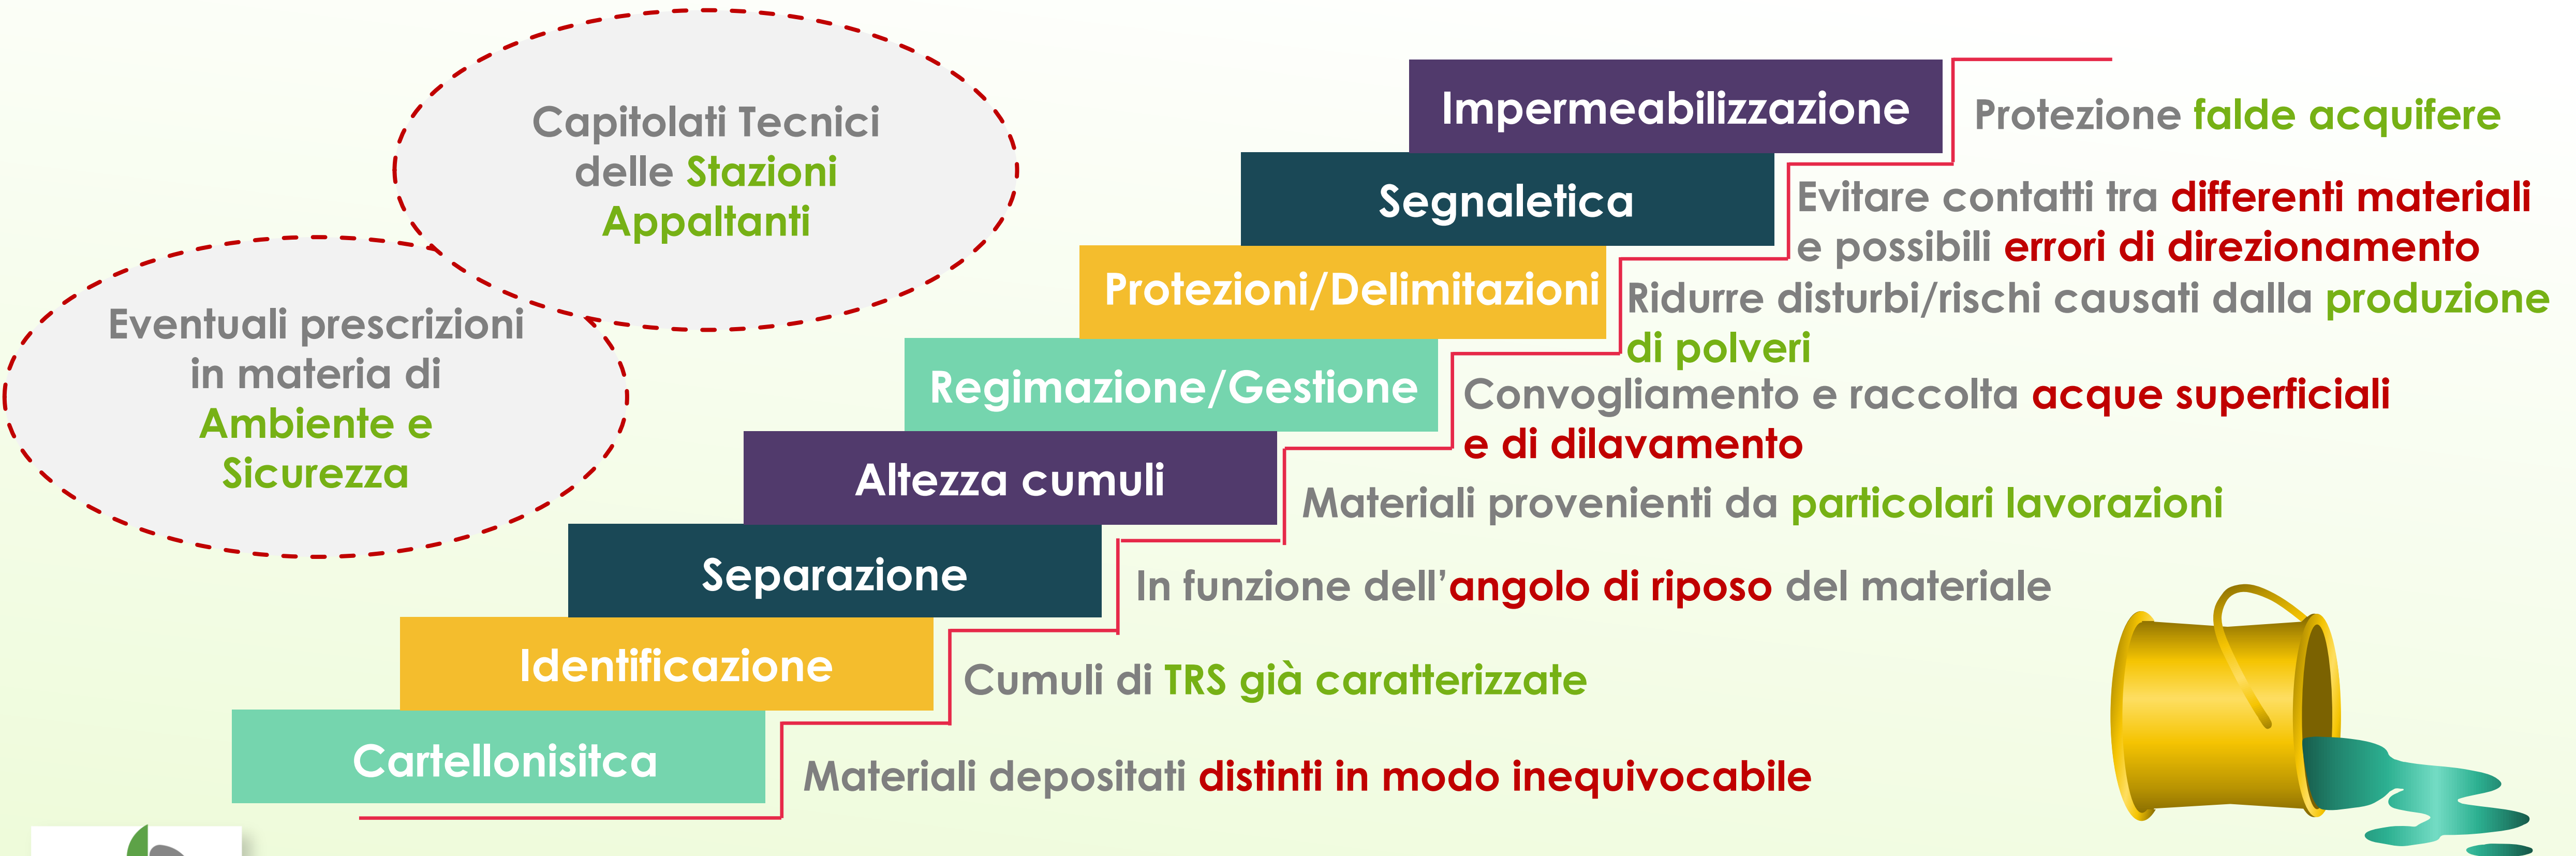 Capitolati Tecnici
delle Stazioni
Appaltanti
Eventuali prescrizioni
in materia di
Ambiente e
Sicurezza
Impermeabilizzazione
Protezione falde acquifere
Segnaletica
Evitare contatti tra differenti materiali
e possibili errori di direzionamento
Protezioni/Delimitazioni
Ridurre disturbi/rischi causati dalla produzione
di polveri
Regimazione/Gestione
Convogliamento e raccolta acque superficiali
e di dilavamento
Altezza cumuli
Materiali provenienti da particolari lavorazioni
Separazione
In funzione dell’angolo di riposo del materiale
Identificazione
Cumuli di TRS già caratterizzate
Cartellonisitca
Materiali depositati distinti in modo inequivocabile